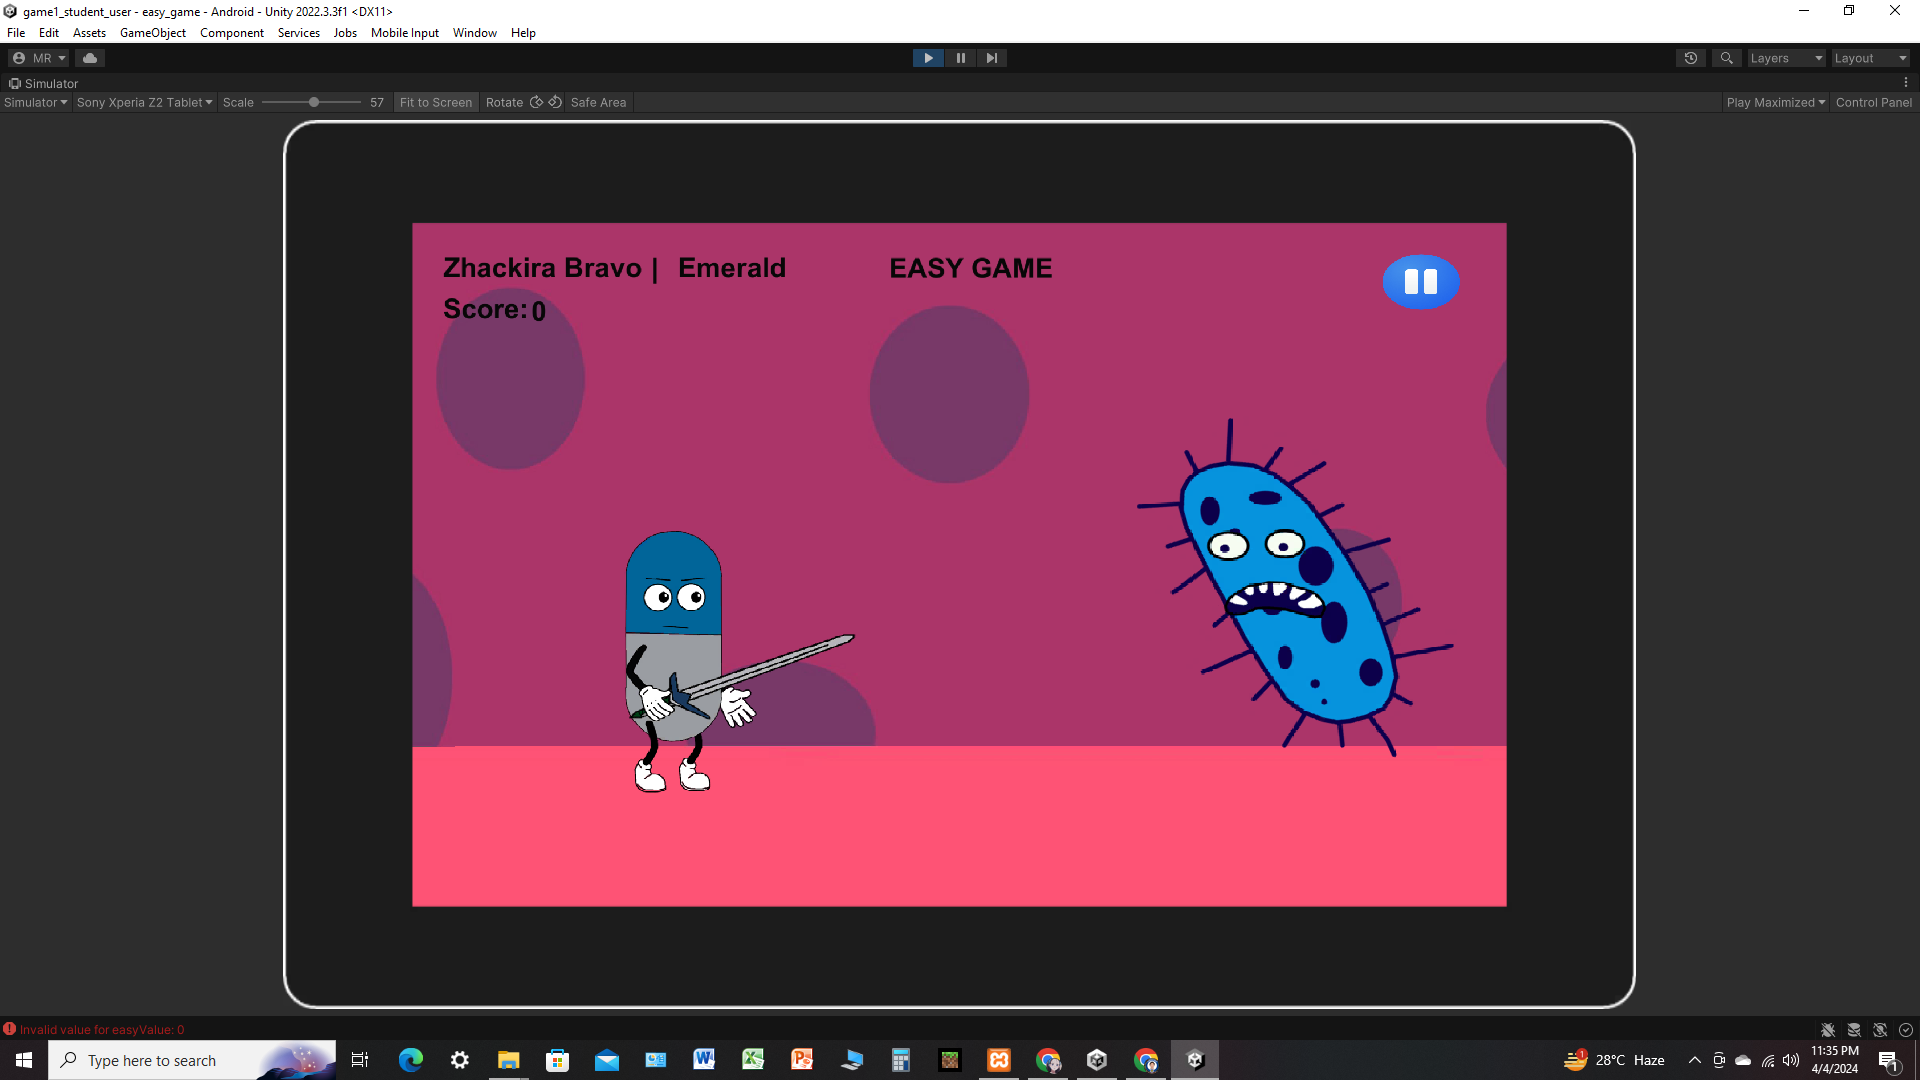 game1_student_user - easy_game - Android - Unity 2022.3.3f1 <DX11>
File Edit Assets GameObject Component Services Jobs Mobile Input Window Help
MR Layers Layout
Simulator
Simulator Sony Xperia Z2 Tablet Scale 57 Fit to Screen Rotate Safe Area Play Maximized Control Panel
Zhackira Bravo | Emerald EASY GAME
Score: 0
Invalid value for easyValue: 0
Type here to search
28°C Haze
11:35 PM
4/4/2024